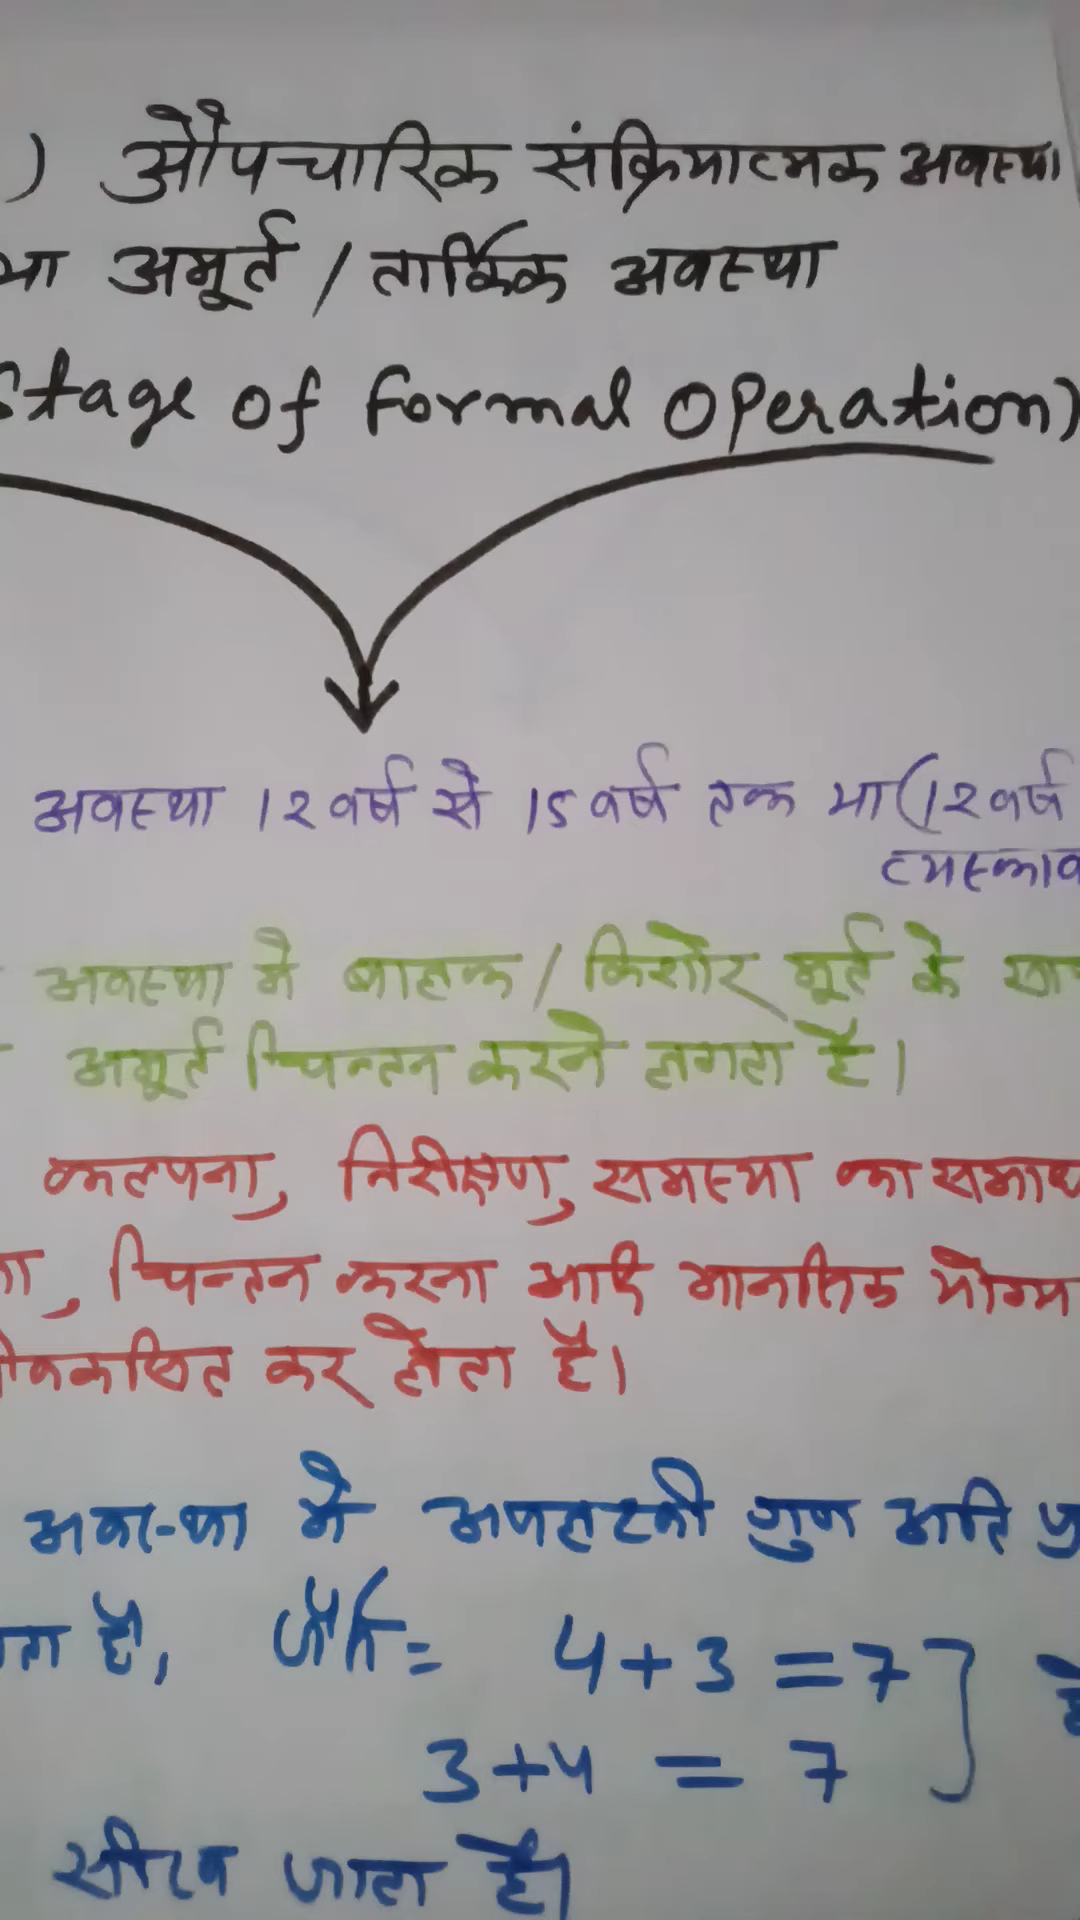 ) औपचारिक संक्रियात्मक अवस्था
या अमूर्त / तार्किक अवस्था
Stage of formal operation)
अवस्था 12 वर्ष से 15 वर्ष तक या (12 वर्ष
अवस्था में बालक / किशोर मूर्त के
अमूर्त चिन्तन करने लगता है।
कल्पना, निरीक्षण, समस्या का समाध
, चिन्तन करना आदि मानसिक योग्य
विकसित कर लेता है।
अवस्था में गुण
है, जैसे = 4 + 3 = 7 ]
3 + 4 = 7
सीख जाता है।